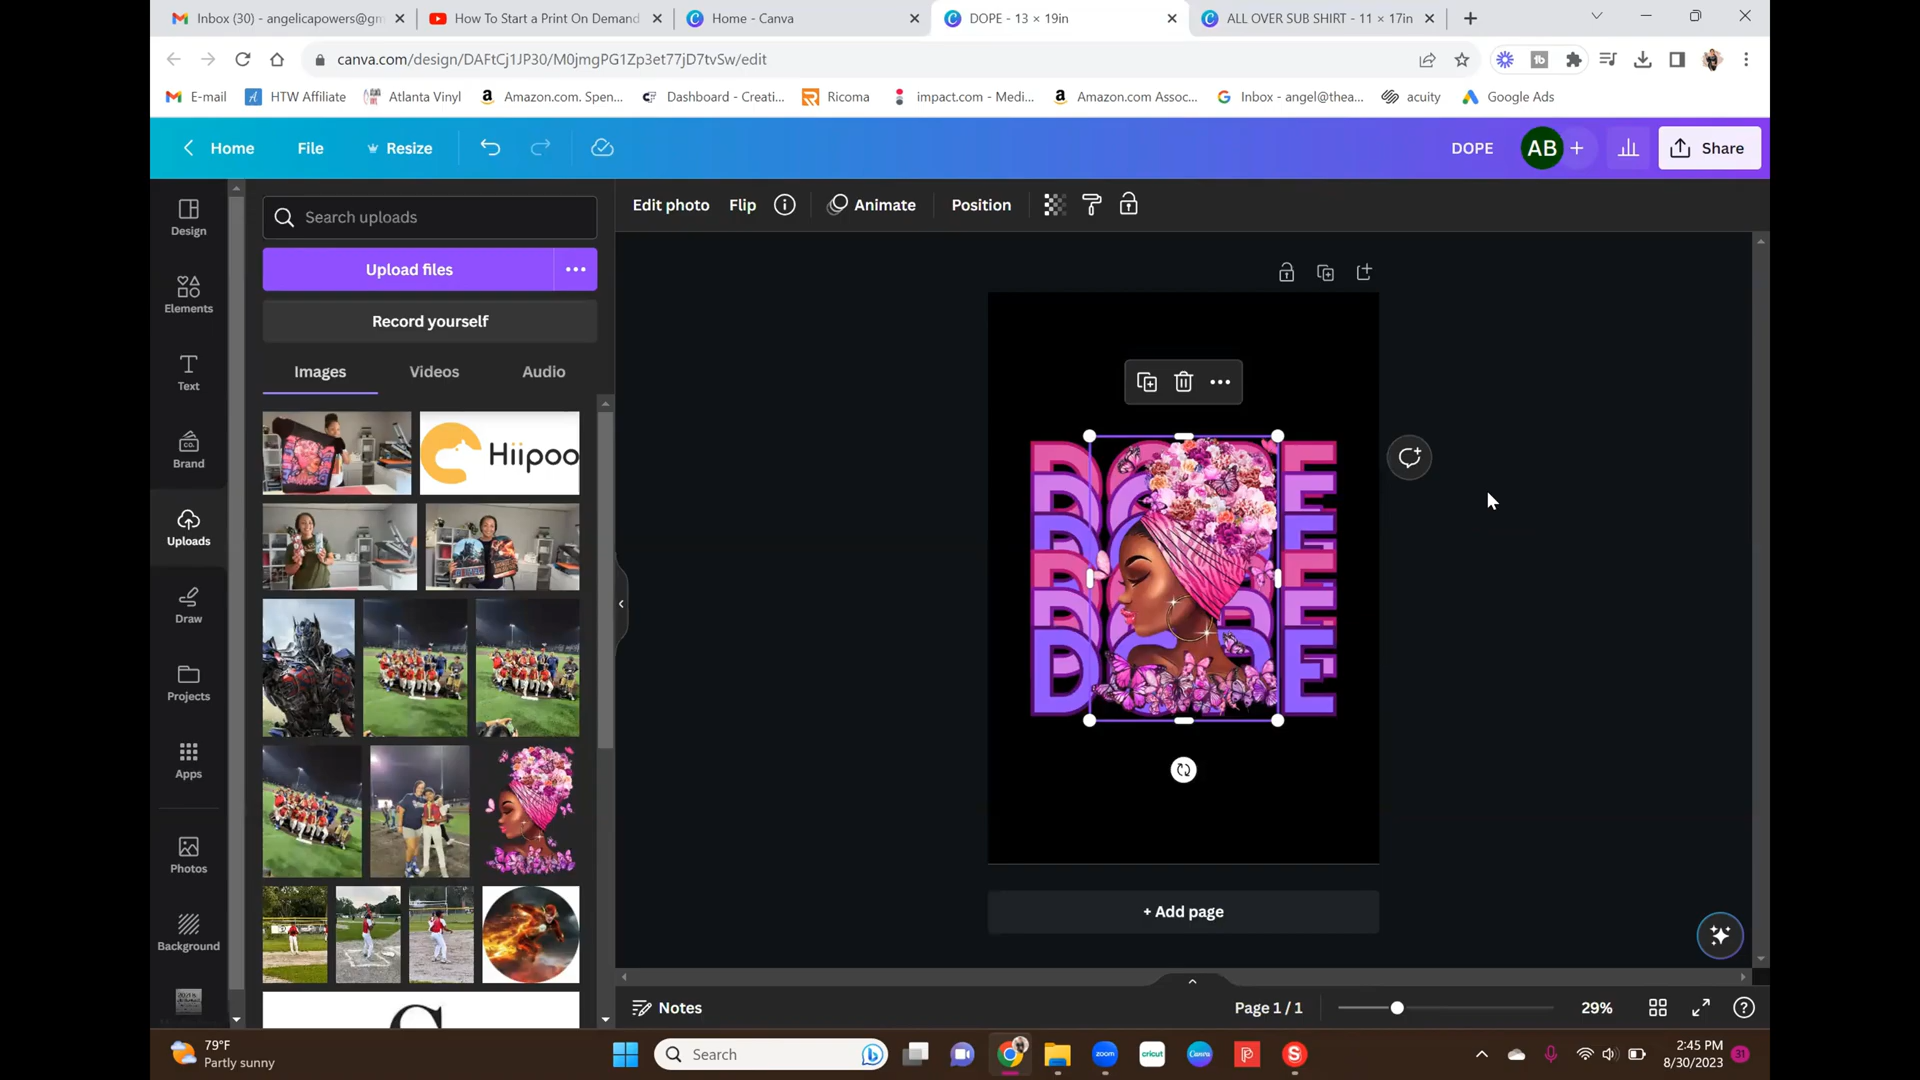 Inbox (30) - angelicapowers@gm
How To Start a Print On Demand
Home - Canva
DOPE - 13 × 19in
ALL OVER SUB SHIRT - 11 × 17in
canva.com/design/DAFtCj1JP30/M0jmgPG1Zp3et77jD7tvSw/edit
E-mail
HTW Affiliate
Atlanta Vinyl
Amazon.com. Spen...
Dashboard - Creati...
Ricoma
impact.com - Medi...
Amazon.com Assoc...
Inbox - angel@thea...
acuity
Google Ads
Home
File
Resize
DOPE
AB
Share
Design
Elements
Text
Brand
Uploads
Draw
Projects
Apps
Photos
Background
Search uploads
Upload files
Record yourself
Images
Videos
Audio
Hiipoo
Edit photo
Flip
Animate
Position
+ Add page
Notes
Page 1 / 1
29%
79°F
Partly sunny
Search
zoom
cricut
Canva
2:45 PM
8/30/2023
31